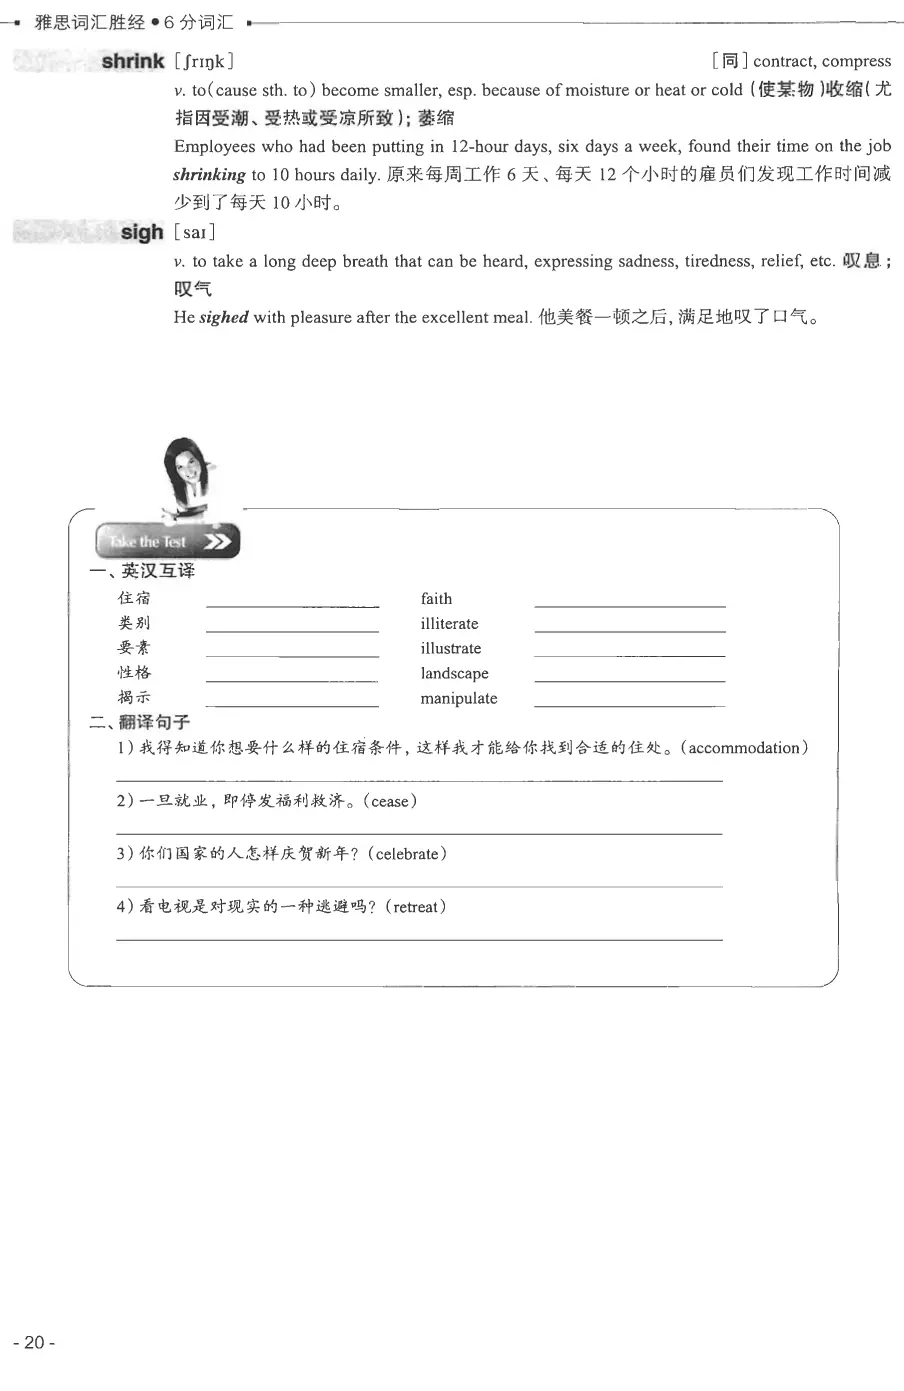 雅思词汇胜经●6分词汇
shrink [ʃrɪŋk] [同] contract, compress
v. to(cause sth. to) become smaller, esp. because of moisture or heat or cold (使某物)收缩(尤
指因受潮、受热或受凉所致); 萎缩
Employees who had been putting in 12-hour days, six days a week, found their time on the job
shrinking to 10 hours daily. 原来每周工作 6 天、每天 12 个小时的雇员们发现工作时间减
少到了每天 10 小时。
sigh [saɪ]
v. to take a long deep breath that can be heard, expressing sadness, tiredness, relief, etc. 叹息;
叹气
He sighed with pleasure after the excellent meal. 他美餐一顿之后, 满足地叹了口气。
Take the Test
一、英汉互译
住宿 faith
类别 illiterate
要素 illustrate
性格 landscape
揭示 manipulate
二、翻译句子
1) 我得知道你想要什么样的住宿条件, 这样我才能给你找到合适的住处。(accommodation)
2) 一旦就业, 即停发福利救济。(cease)
3) 你们国家的人怎样庆贺新年? (celebrate)
4) 看电视是对现实的一种逃避吗? (retreat)
- 20 -